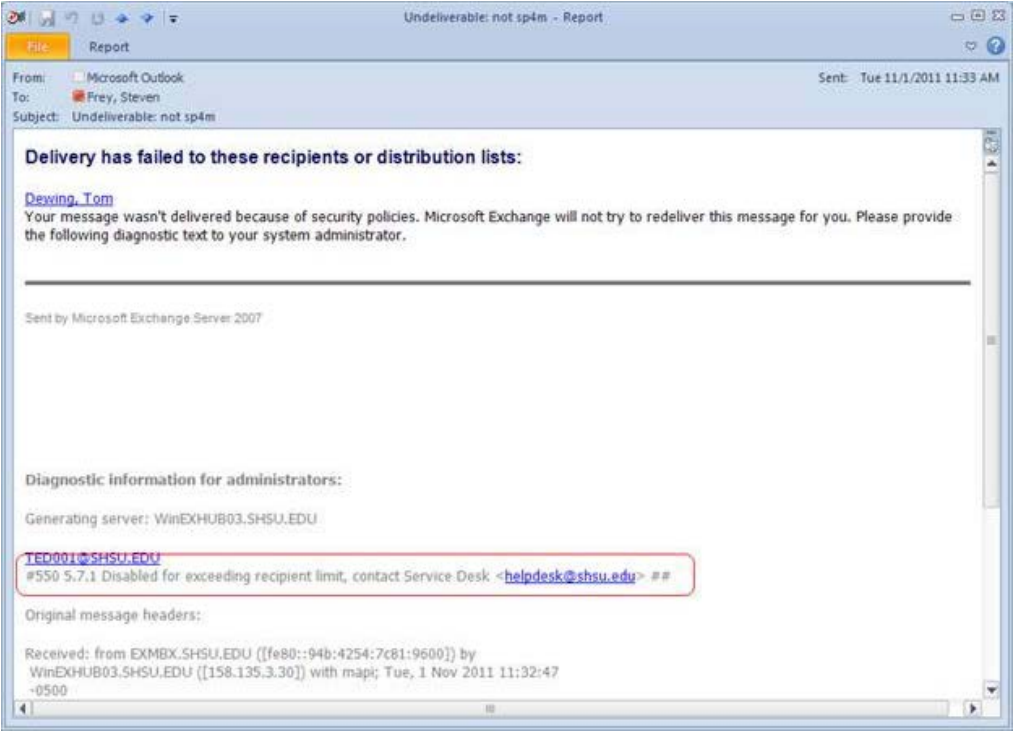 Undeliverable: not sp4m - Report
File Report
From: Microsoft Outlook Sent: Tue 11/1/2011 11:33 AM
To: Frey, Steven
Subject: Undeliverable: not sp4m
Delivery has failed to these recipients or distribution lists:
Dewing, Tom
Your message wasn't delivered because of security policies. Microsoft Exchange will not try to redeliver this message for you. Please provide
the following diagnostic text to your system administrator.
Sent by Microsoft Exchange Server 2007
Diagnostic information for administrators:
Generating server: WinEXHUB03.SHSU.EDU
TED001@SHSU.EDU
#550 5.7.1 Disabled for exceeding recipient limit, contact Service Desk <helpdesk@shsu.edu> ##
Original message headers:
Received: from EXMBX.SHSU.EDU ([fe80::94b:4254:7c81:9600]) by
WinEXHUB03.SHSU.EDU ([158.135.3.30]) with mapi; Tue, 1 Nov 2011 11:32:47
-0500